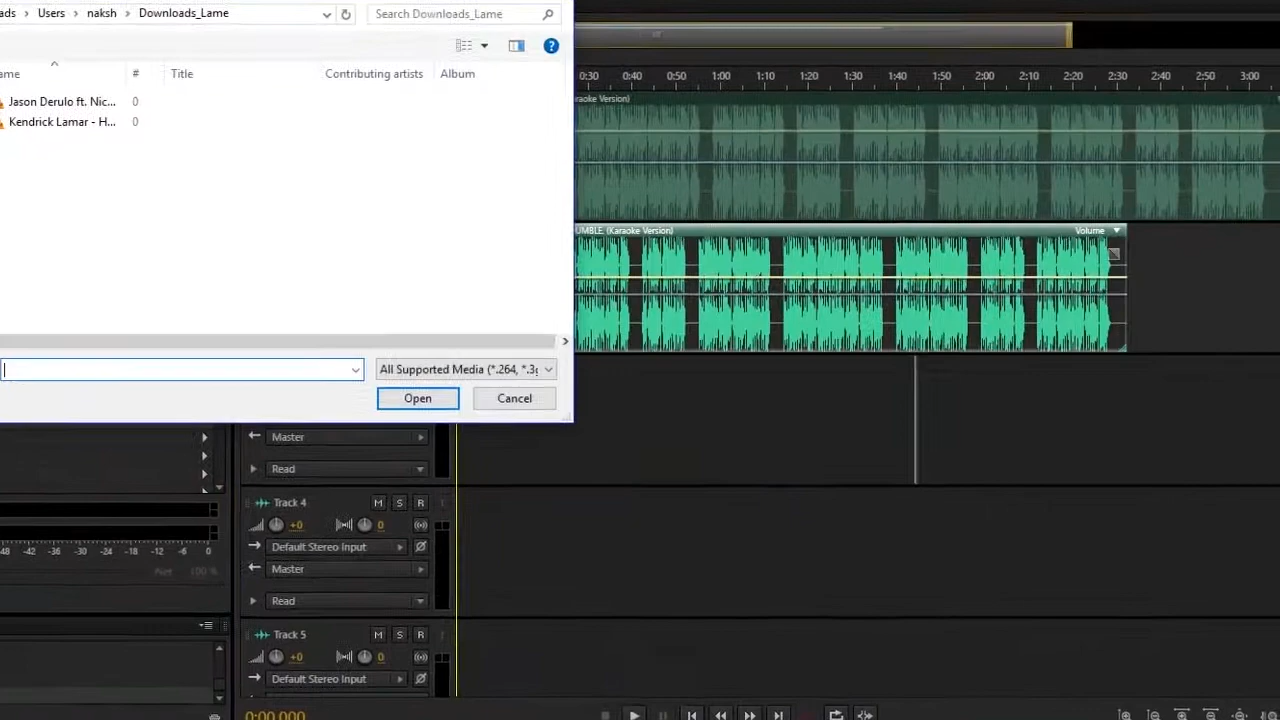 ads > Users > naksh > Downloads_Lame
Search Downloads_Lame
ame # Title Contributing artists Album
Jason Derulo ft. Nic... 0
Kendrick Lamar - H... 0
All Supported Media (*.264, *.3g
Open Cancel
0:30 0:40 0:50 1:00 1:10 1:20 1:30 1:40 1:50 2:00 2:10 2:20 2:30 2:40 2:50 3:00
raoke Version)
UMBLE. (Karaoke Version) Volume
Master
Read
Track 4 M S R
+0 0
Default Stereo Input
Master
Read
-48 -42 -36 -30 -24 -18 -12 -6 0
100 %
Track 5 M S R
+0 0
Default Stereo Input
0:00.000